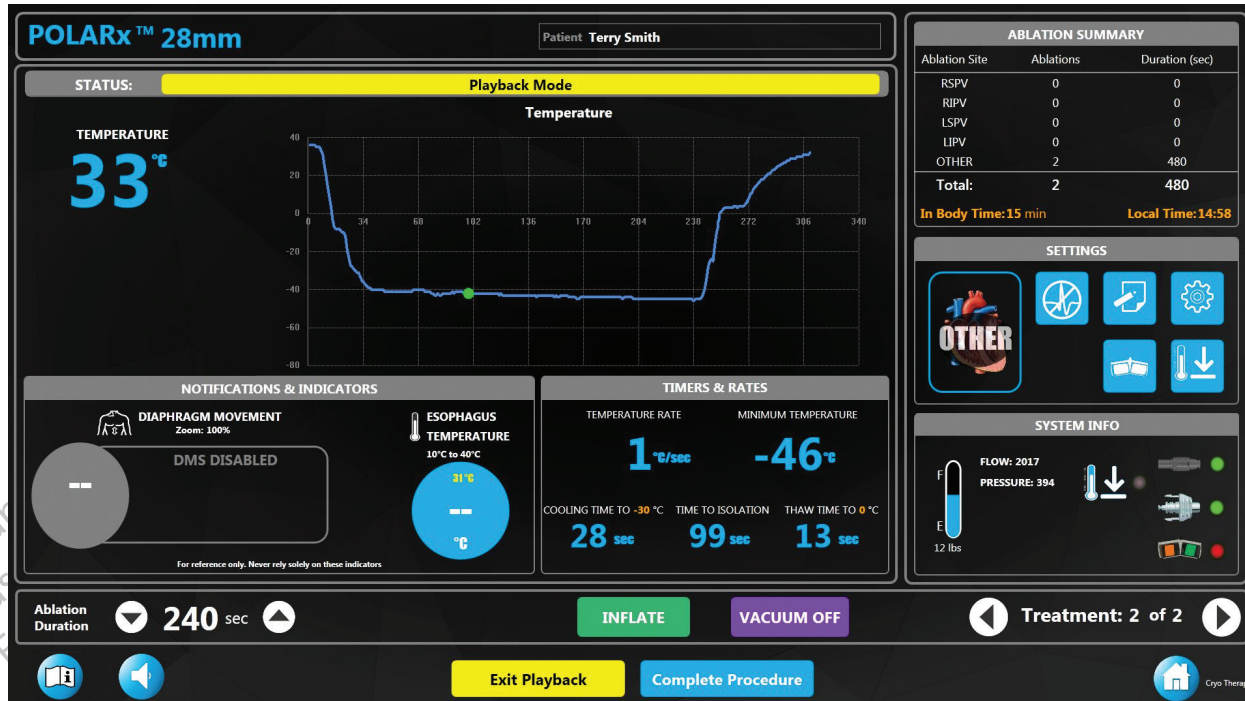 POLARx™ 28mm
Patient Terry Smith
STATUS:
Playback Mode
TEMPERATURE
33°C
Temperature
40
20
0
-20
-40
-60
-80
0 34 68 102 136 170 204 238 272 306 340
NOTIFICATIONS & INDICATORS
DIAPHRAGM MOVEMENT
Zoom: 100%
DMS DISABLED
--
ESOPHAGUS
TEMPERATURE
10°C to 40°C
31°C
--
°C
For reference only. Never rely solely on these indicators
TIMERS & RATES
TEMPERATURE RATE
1°C/sec
MINIMUM TEMPERATURE
-46°C
COOLING TIME TO -30 °C
28 sec
TIME TO ISOLATION
99 sec
THAW TIME TO 0 °C
13 sec
ABLATION SUMMARY
Ablation Site Ablations Duration (sec)
RSPV 0 0
RIPV 0 0
LSPV 0 0
LIPV 0 0
OTHER 2 480
Total: 2 480
In Body Time:15 min
Local Time:14:58
SETTINGS
OTHER
SYSTEM INFO
F
E
12 lbs
FLOW: 2017
PRESSURE: 394
Ablation
Duration
240 sec
INFLATE
VACUUM OFF
Treatment: 2 of 2
Exit Playback
Complete Procedure